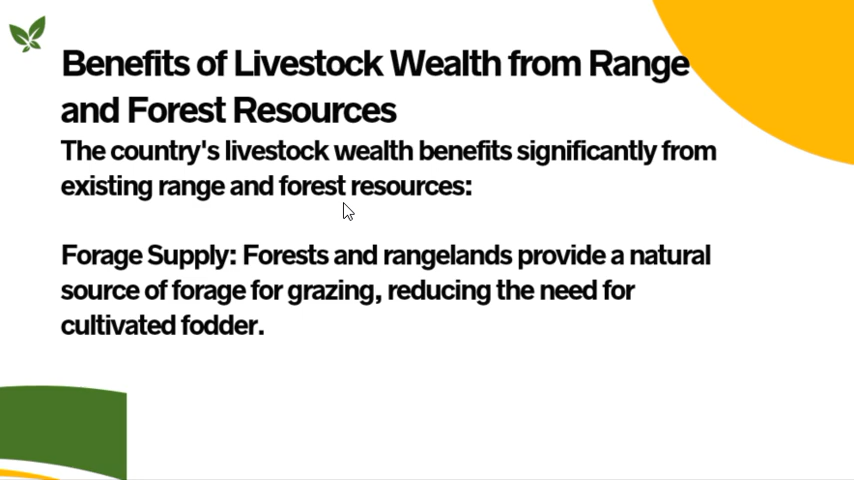 Benefits of Livestock Wealth from Range
and Forest Resources
The country's livestock wealth benefits significantly from
existing range and forest resources:
Forage Supply: Forests and rangelands provide a natural
source of forage for grazing, reducing the need for
cultivated fodder.